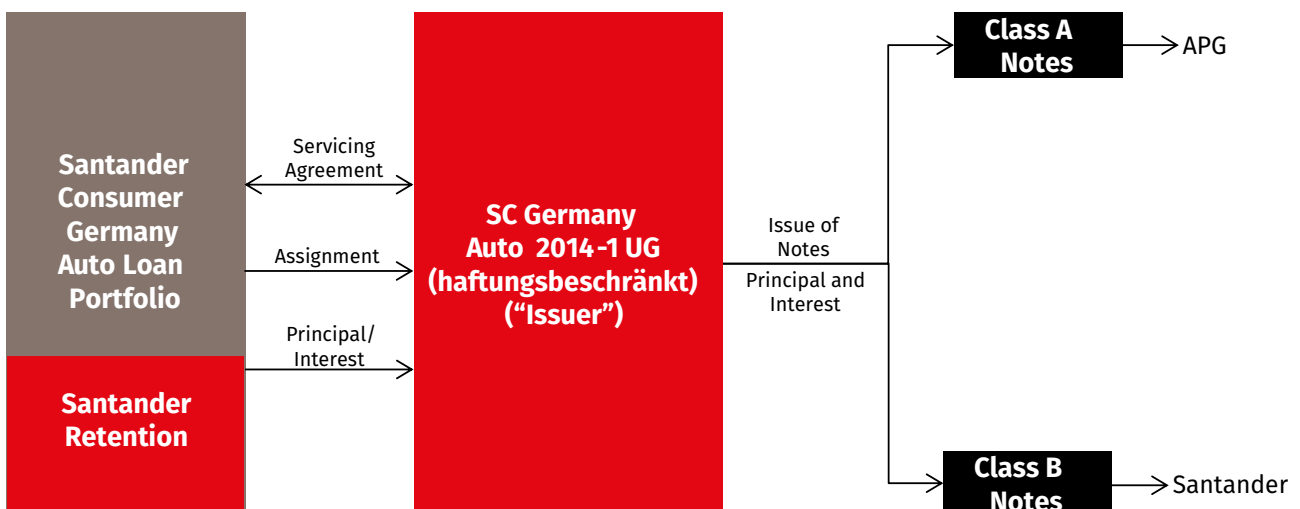 Santander
Consumer
Germany
Auto Loan
Portfolio
Santander
Retention
Servicing
Agreement
Assignment
Principal/
Interest
SC Germany
Auto 2014-1 UG
(haftungsbeschränkt)
(“Issuer”)
Issue of
Notes
Principal and
Interest
Class A
Notes
APG
Class B
Notes
Santander